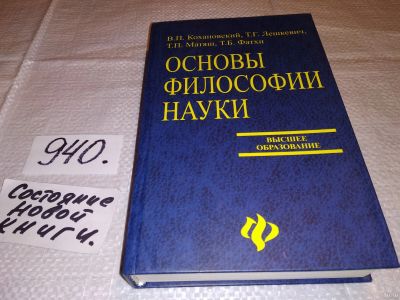 В.П. Кохановский, Т.Г. Лешкевич,
Т.П. Матяш, Т.Б. Фатхи
ОСНОВЫ
ФИЛОСОФИИ
НАУКИ
ВЫСШЕЕ
ОБРАЗОВАНИЕ
940.
Состояние
новой
книги.